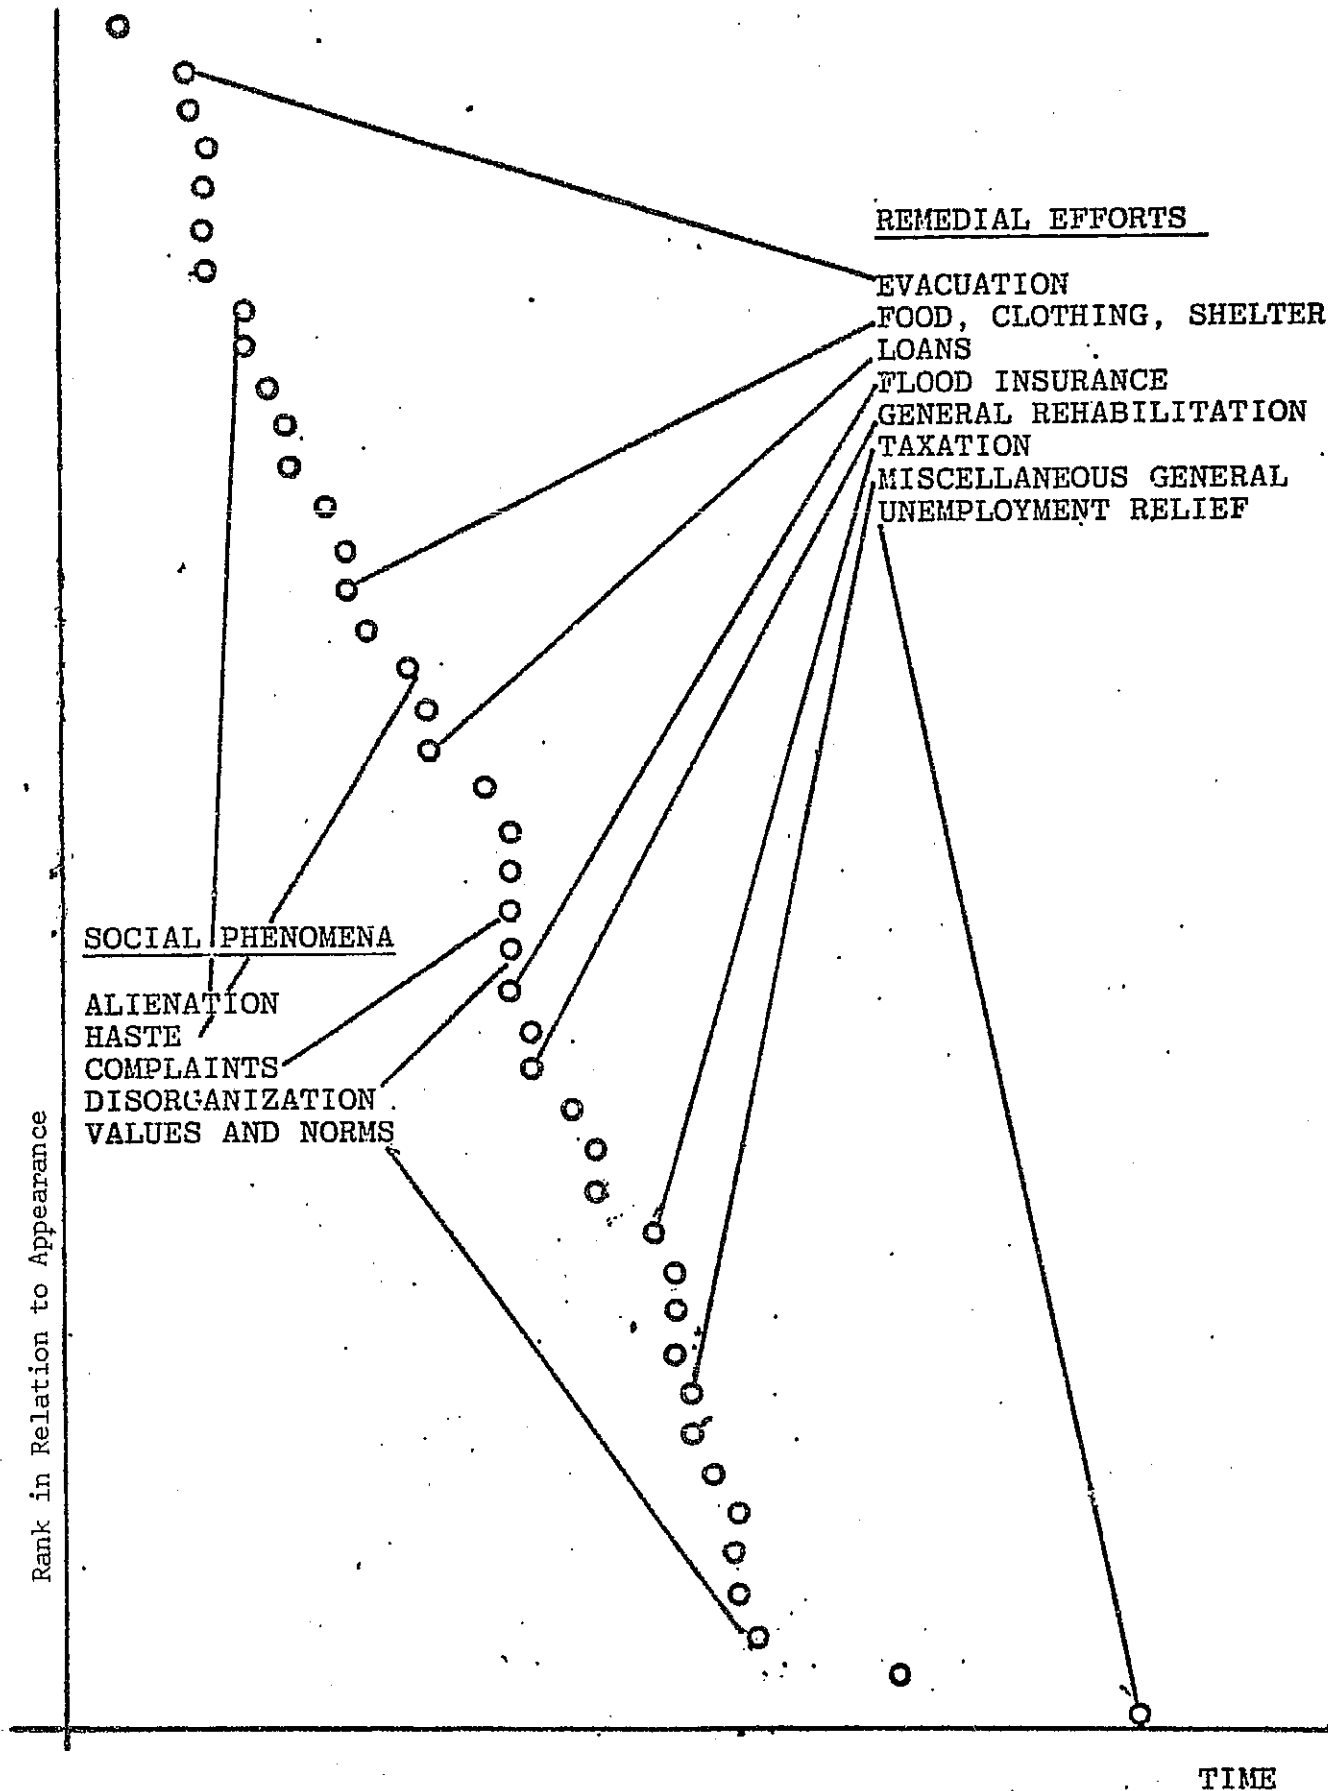 REMEDIAL EFFORTS
EVACUATION
FOOD, CLOTHING, SHELTER
LOANS
FLOOD INSURANCE
GENERAL REHABILITATION
TAXATION
MISCELLANEOUS GENERAL
UNEMPLOYMENT RELIEF
SOCIAL PHENOMENA
ALIENATION
HASTE
COMPLAINTS
DISORGANIZATION
VALUES AND NORMS
Rank in Relation to Appearance
TIME